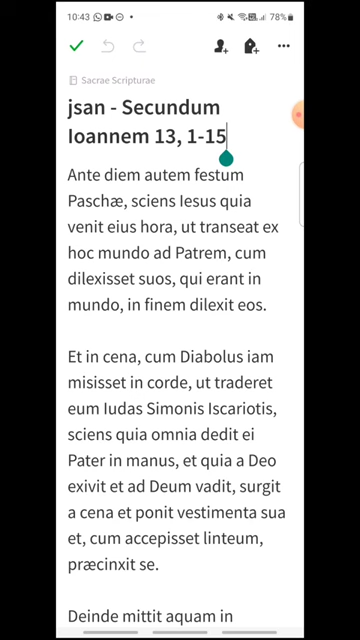 10:43
78%
Sacrae Scripturae
jsan - Secundum
Ioannem 13, 1-15
Ante diem autem festum
Paschæ, sciens Iesus quia
venit eius hora, ut transeat ex
hoc mundo ad Patrem, cum
dilexisset suos, qui erant in
mundo, in finem dilexit eos.
Et in cena, cum Diabolus iam
misisset in corde, ut traderet
eum Iudas Simonis Iscariotis,
sciens quia omnia dedit ei
Pater in manus, et quia a Deo
exivit et ad Deum vadit, surgit
a cena et ponit vestimenta sua
et, cum accepisset linteum,
præcinxit se.
Deinde mittit aquam in